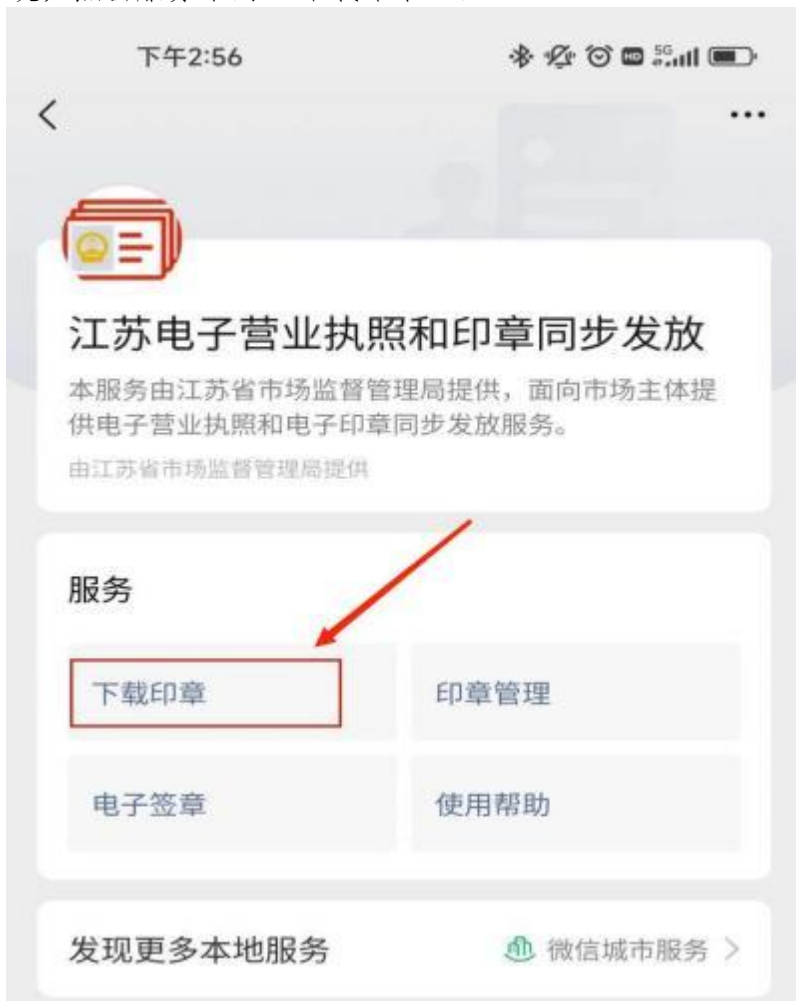 下午2:56
HD 5G
江苏电子营业执照和印章同步发放
本服务由江苏省市场监督管理局提供，面向市场主体提
供电子营业执照和电子印章同步发放服务。
由江苏省市场监督管理局提供
服务
下载印章
印章管理
电子签章
使用帮助
发现更多本地服务
微信城市服务